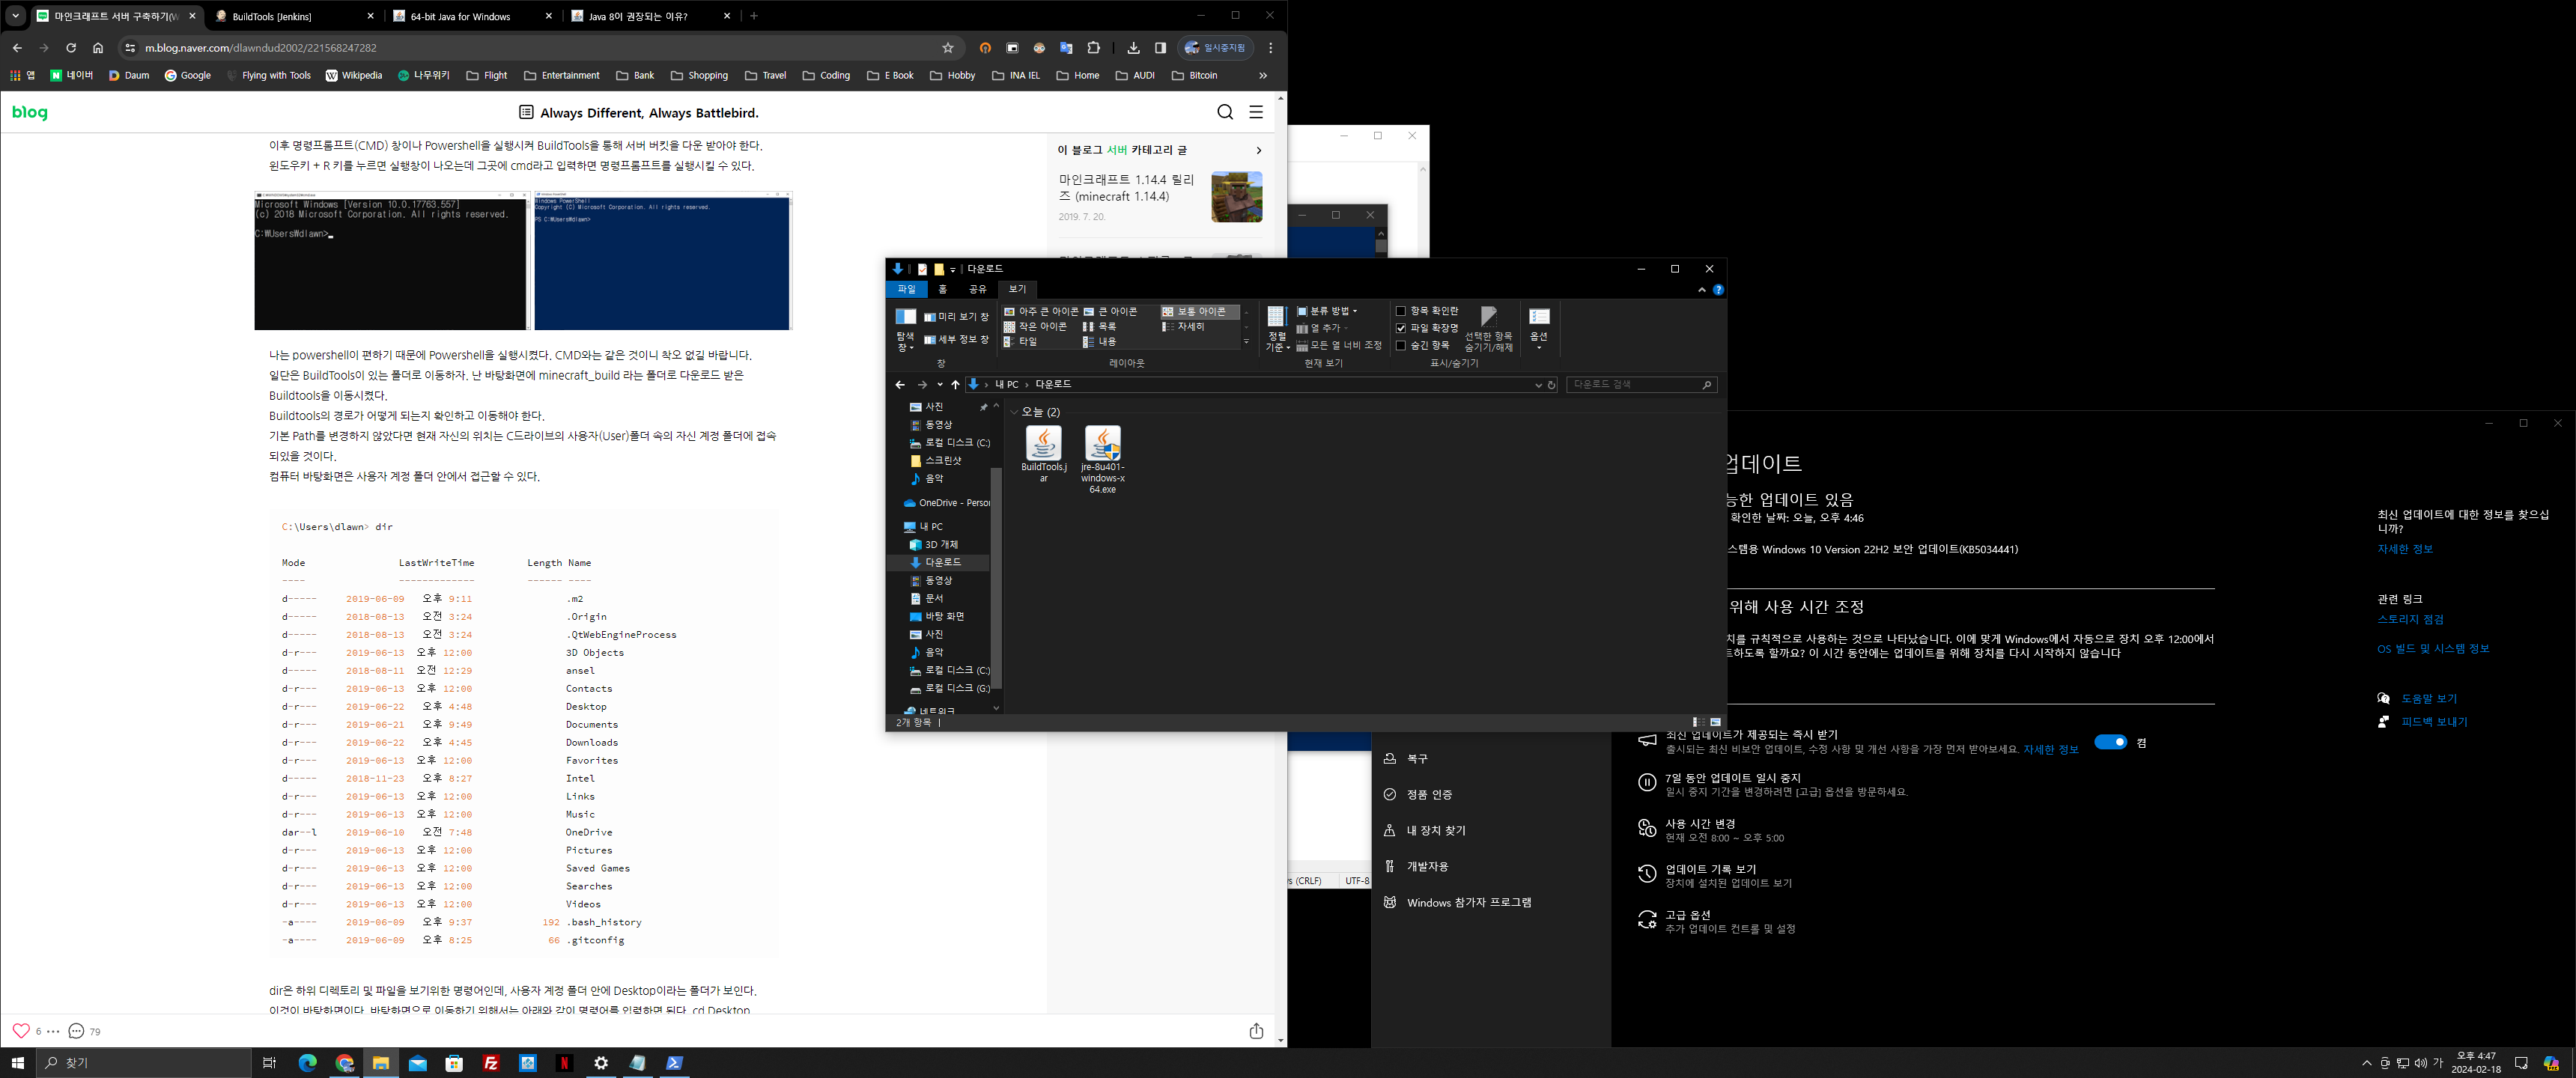 마인크래프트 서버 구축하기(W
BuildTools [Jenkins]
64-bit Java for Windows
Java 8이 권장되는 이유?
m.blog.naver.com/dlawndud2002/221568247282
일시중지됨
앱
네이버
Daum
Google
Flying with Tools
Wikipedia
나무위키
Flight
Entertainment
Bank
Shopping
Travel
Coding
E Book
Hobby
INA IEL
Home
AUDI
Bitcoin
blog
Always Different, Always Battlebird.
이후 명령프롬프트(CMD) 창이나 Powershell을 실행시켜 BuildTools을 통해 서버 버킷을 다운 받아야 한다.
윈도우키 + R 키를 누르면 실행창이 나오는데 그곳에 cmd라고 입력하면 명령프롬프트를 실행시킬 수 있다.
Microsoft Windows [Version 10.0.17763.557]
(c) 2018 Microsoft Corporation. All rights reserved.
C:\Users\dlawn>
Windows PowerShell
Copyright (C) Microsoft Corporation. All rights reserved.
PS C:\Users\dlawn>
나는 powershell이 편하기 때문에 Powershell을 실행시켰다. CMD와는 같은 것이니 착오 없길 바랍니다.
일단은 BuildTools이 있는 폴더로 이동하자. 난 바탕화면에 minecraft_build 라는 폴더로 다운로드 받은
Buildtools을 이동시켰다.
Buildtools의 경로가 어떻게 되는지 확인하고 이동해야 한다.
기본 Path를 변경하지 않았다면 현재 자신의 위치는 C드라이브의 사용자(User)폴더 속의 자신 계정 폴더에 접속
되있을 것이다.
컴퓨터 바탕화면은 사용자 계정 폴더 안에서 접근할 수 있다.
C:\Users\dlawn> dir
Mode LastWriteTime Length Name
---- ------------- ------ ----
d----- 2019-06-09 오후 9:11 .m2
d----- 2018-08-13 오전 3:24 .Origin
d----- 2018-08-13 오전 3:24 .QtWebEngineProcess
d-r--- 2019-06-13 오후 12:00 3D Objects
d----- 2018-08-11 오전 12:29 ansel
d-r--- 2019-06-13 오후 12:00 Contacts
d-r--- 2019-06-22 오후 4:48 Desktop
d-r--- 2019-06-21 오후 9:49 Documents
d-r--- 2019-06-22 오후 4:45 Downloads
d-r--- 2019-06-13 오후 12:00 Favorites
d----- 2018-11-23 오후 8:27 Intel
d-r--- 2019-06-13 오후 12:00 Links
d-r--- 2019-06-13 오후 12:00 Music
dar--l 2019-06-10 오전 7:48 OneDrive
d-r--- 2019-06-13 오후 12:00 Pictures
d-r--- 2019-06-13 오후 12:00 Saved Games
d-r--- 2019-06-13 오후 12:00 Searches
d-r--- 2019-06-13 오후 12:00 Videos
-a---- 2019-06-09 오후 9:37 192 .bash_history
-a---- 2019-06-09 오후 8:25 66 .gitconfig
dir은 하위 디렉토리 및 파일을 보기위한 명령어인데, 사용자 계정 폴더 안에 Desktop이라는 폴더가 보인다.
이것이 바탕화면이다. 바탕화면으로 이동하기 위해서는 아래와 같이 명령어를 입력하면 된다. cd Desktop
6
79
이 블로그 서버 카테고리 글
마인크래프트 1.14.4 릴리
즈 (minecraft 1.14.4)
2019. 7. 20.
다운로드
파일
홈
공유
보기
탐색
창
미리 보기 창
세부 정보 창
창
아주 큰 아이콘
큰 아이콘
보통 아이콘
작은 아이콘
목록
자세히
타일
내용
레이아웃
정렬
기준
분류 방법
열 추가
모든 열 너비 조정
현재 보기
항목 확인란
파일 확장명
숨긴 항목
선택한 항목
숨기기/해제
표시/숨기기
옵션
내 PC
다운로드
다운로드 검색
사진
동영상
로컬 디스크 (C:)
스크린샷
음악
OneDrive - Person
내 PC
3D 개체
다운로드
동영상
문서
바탕 화면
사진
음악
로컬 디스크 (C:)
로컬 디스크 (G:)
네트워크
오늘 (2)
BuildTools.j
ar
jre-8u401-
windows-x
64.exe
2개 항목
s (CRLF)
UTF-8
업데이트
능한 업데이트 있음
확인한 날짜: 오늘, 오후 4:46
스템용 Windows 10 Version 22H2 보안 업데이트(KB5034441)
위해 사용 시간 조정
치를 규칙적으로 사용하는 것으로 나타났습니다. 이에 맞게 Windows에서 자동으로 장치 오후 12:00에서
트하도록 할까요? 이 시간 동안에는 업데이트를 위해 장치를 다시 시작하지 않습니다
최신 업데이트가 제공되는 즉시 받기
출시되는 최신 비보안 업데이트, 수정 사항 및 개선 사항을 가장 먼저 받아보세요. 자세한 정보
켬
7일 동안 업데이트 일시 중지
일시 중지 기간을 변경하려면 [고급] 옵션을 방문하세요.
사용 시간 변경
현재 오전 8:00 ~ 오후 5:00
업데이트 기록 보기
장치에 설치된 업데이트 보기
고급 옵션
추가 업데이트 컨트롤 및 설정
복구
정품 인증
내 장치 찾기
개발자용
Windows 참가자 프로그램
최신 업데이트에 대한 정보를 찾으십
니까?
자세한 정보
관련 링크
스토리지 점검
OS 빌드 및 시스템 정보
도움말 보기
피드백 보내기
찾기
가
오후 4:47
2024-02-18